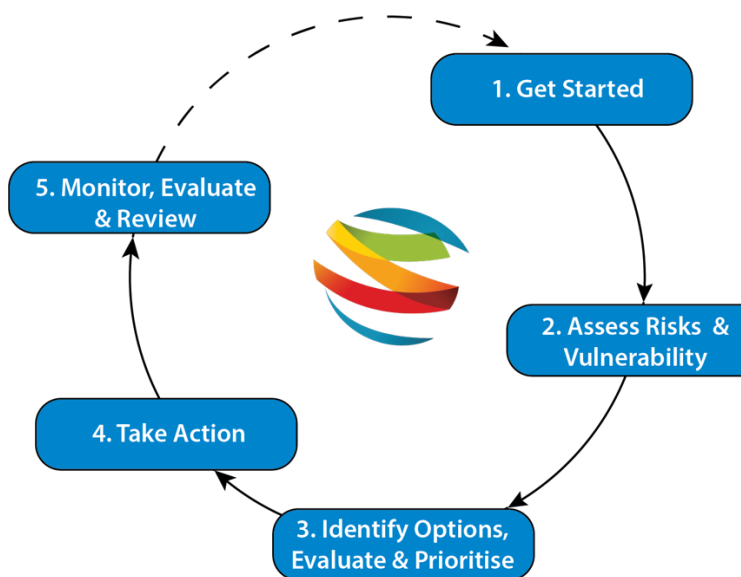 1. Get Started
2. Assess Risks &
Vulnerability
3. Identify Options,
Evaluate & Prioritise
4. Take Action
5. Monitor, Evaluate
& Review